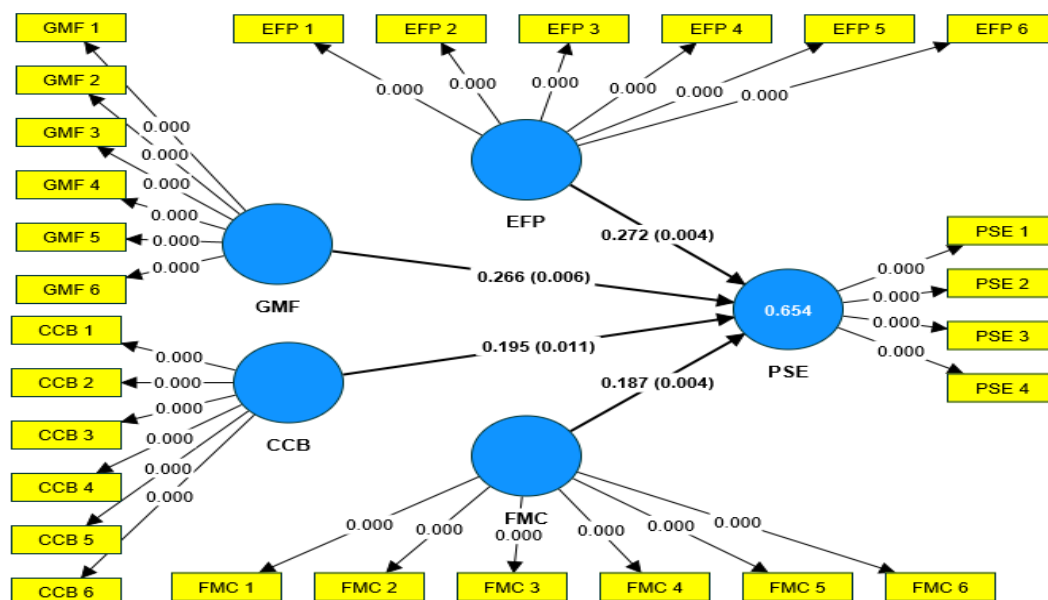 GMF 1
GMF 2
GMF 3
GMF 4
GMF 5
GMF 6
0.000
0.000
0.000
0.000
0.000
0.000
GMF
EFP 1
EFP 2
EFP 3
EFP 4
EFP 5
EFP 6
0.000
0.000
0.000
0.000
0.000
0.000
EFP
0.272 (0.004)
0.266 (0.006)
0.195 (0.011)
0.187 (0.004)
CCB 1
CCB 2
CCB 3
CCB 4
CCB 5
CCB 6
0.000
0.000
0.000
0.000
0.000
0.000
CCB
0.654
PSE
0.000
0.000
0.000
0.000
PSE 1
PSE 2
PSE 3
PSE 4
FMC
0.000
0.000
0.000
0.000
0.000
0.000
FMC 1
FMC 2
FMC 3
FMC 4
FMC 5
FMC 6